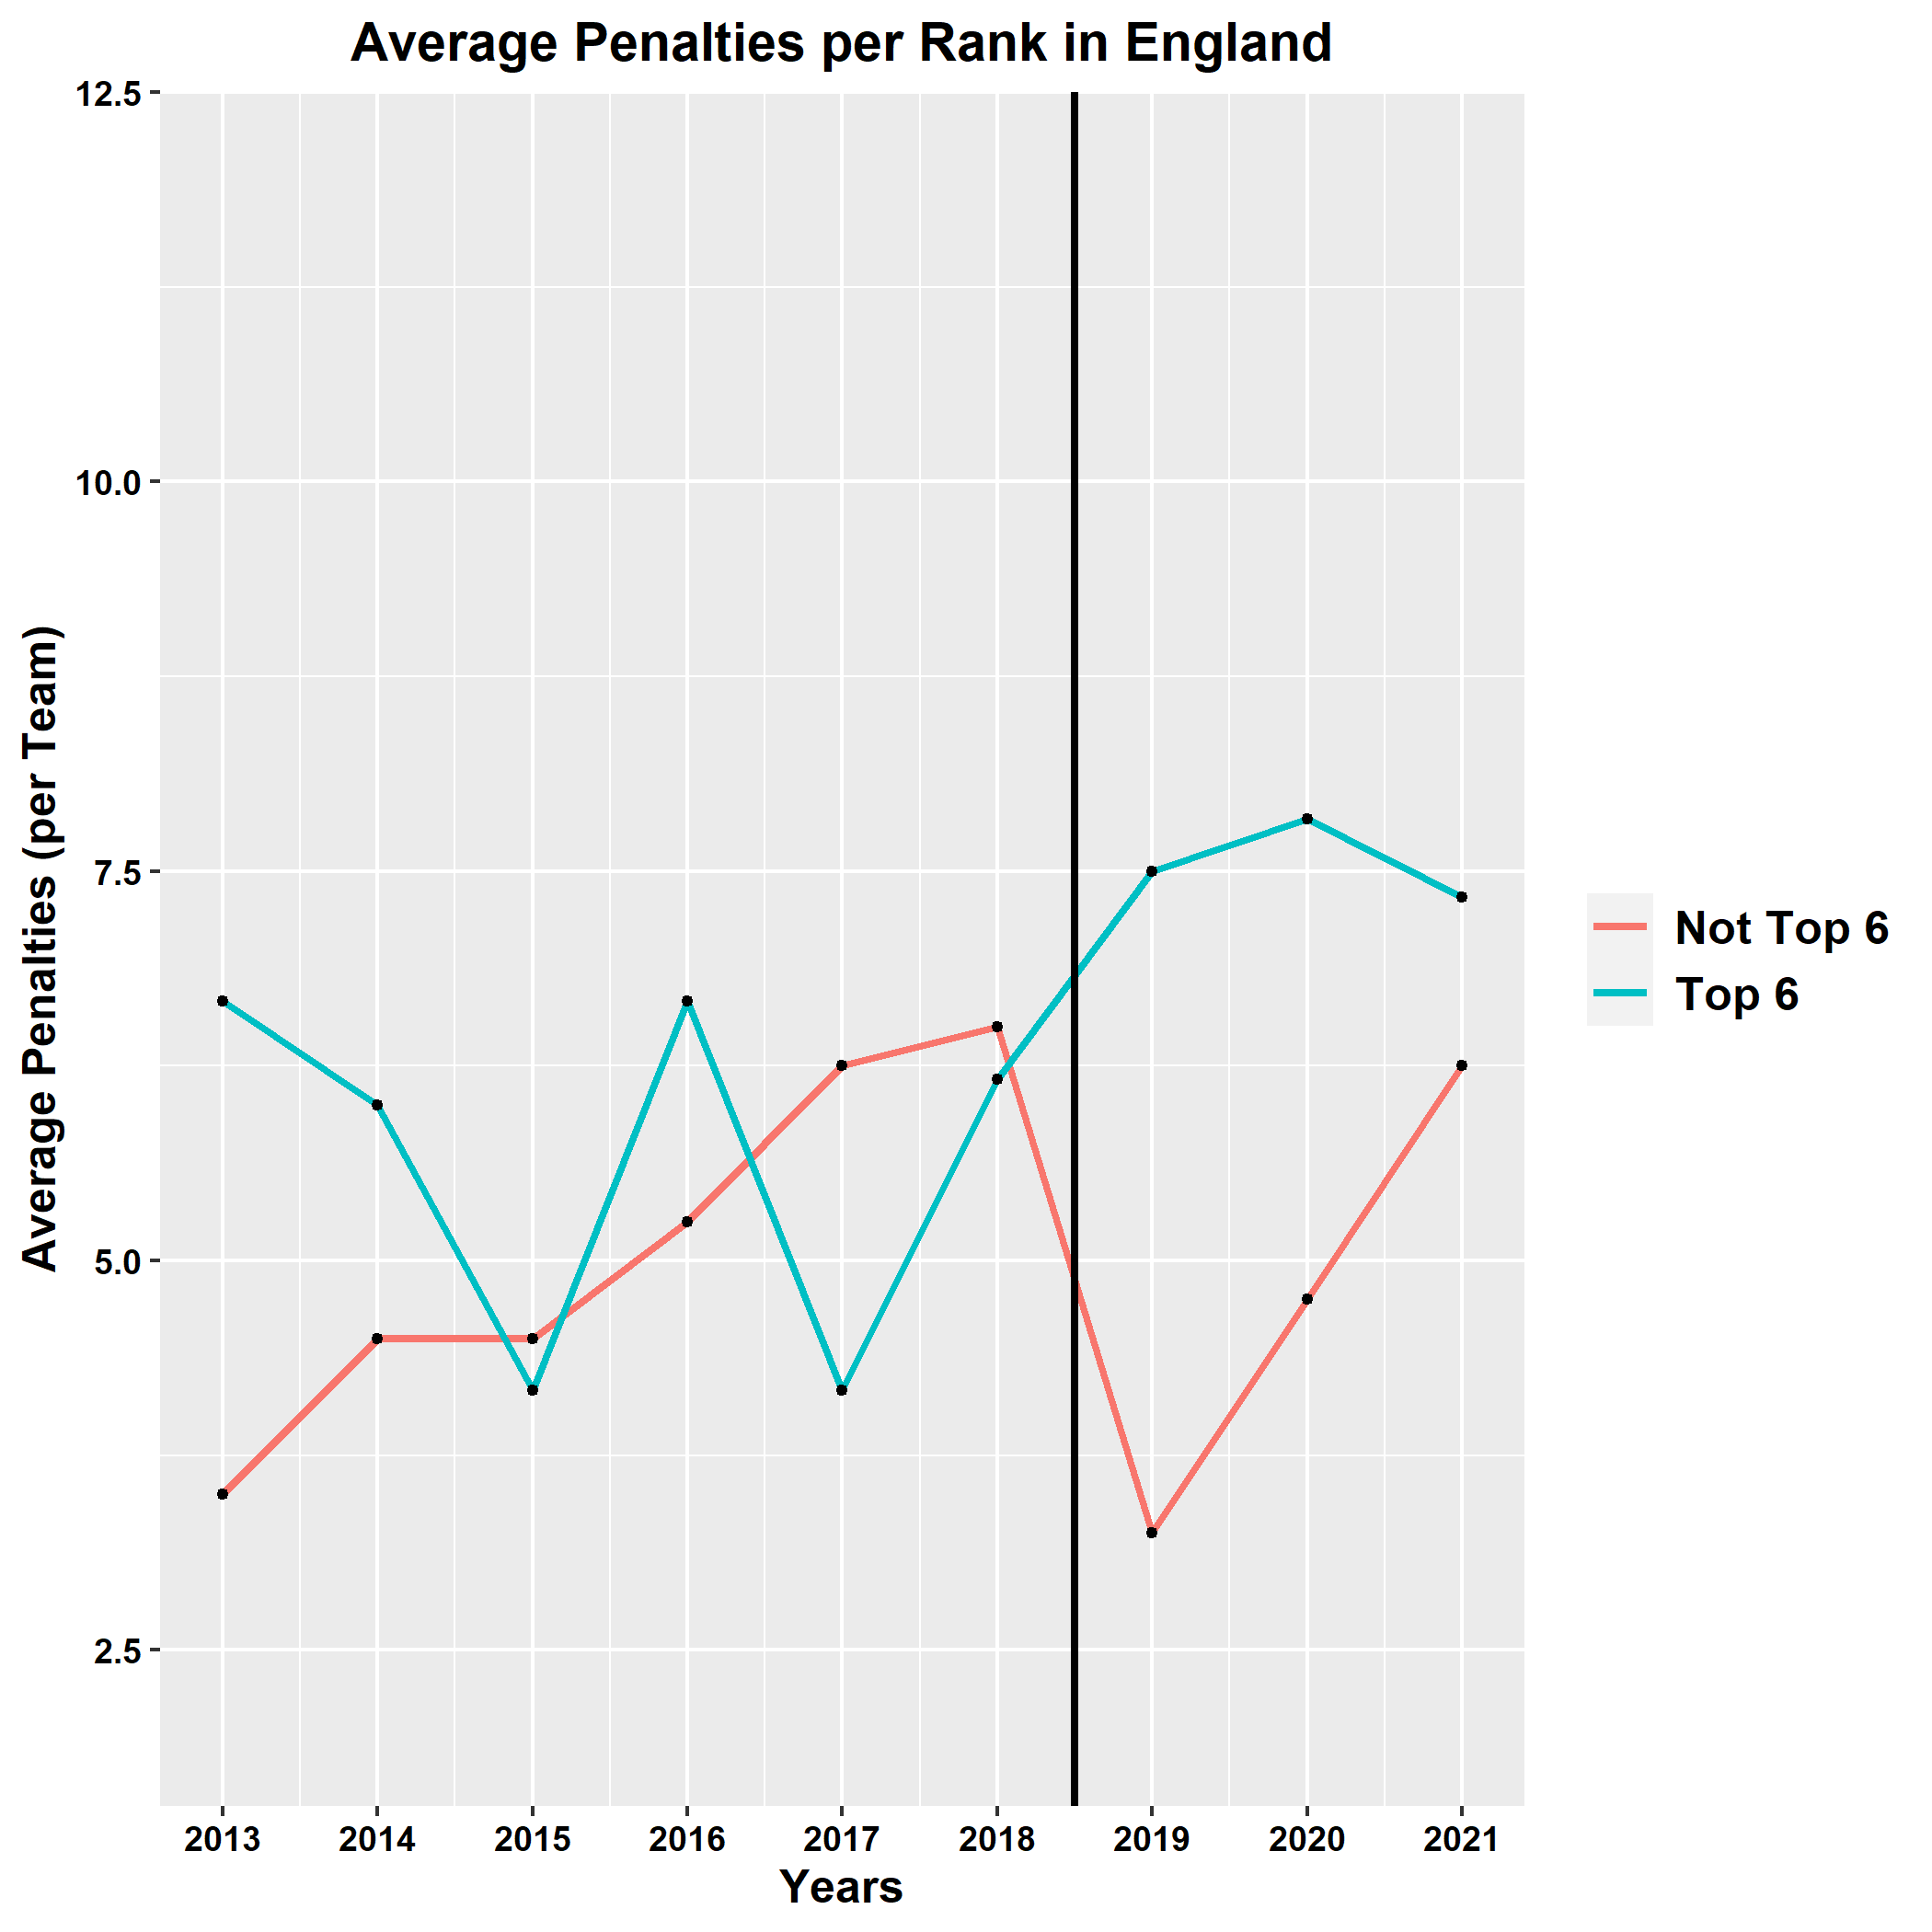 Average Penalties per Rank in England
12.5
10.0
7.5
5.0
2.5
Average Penalties (per Team)
2013 2014 2015 2016 2017 2018 2019 2020 2021
Years
Not Top 6
Top 6